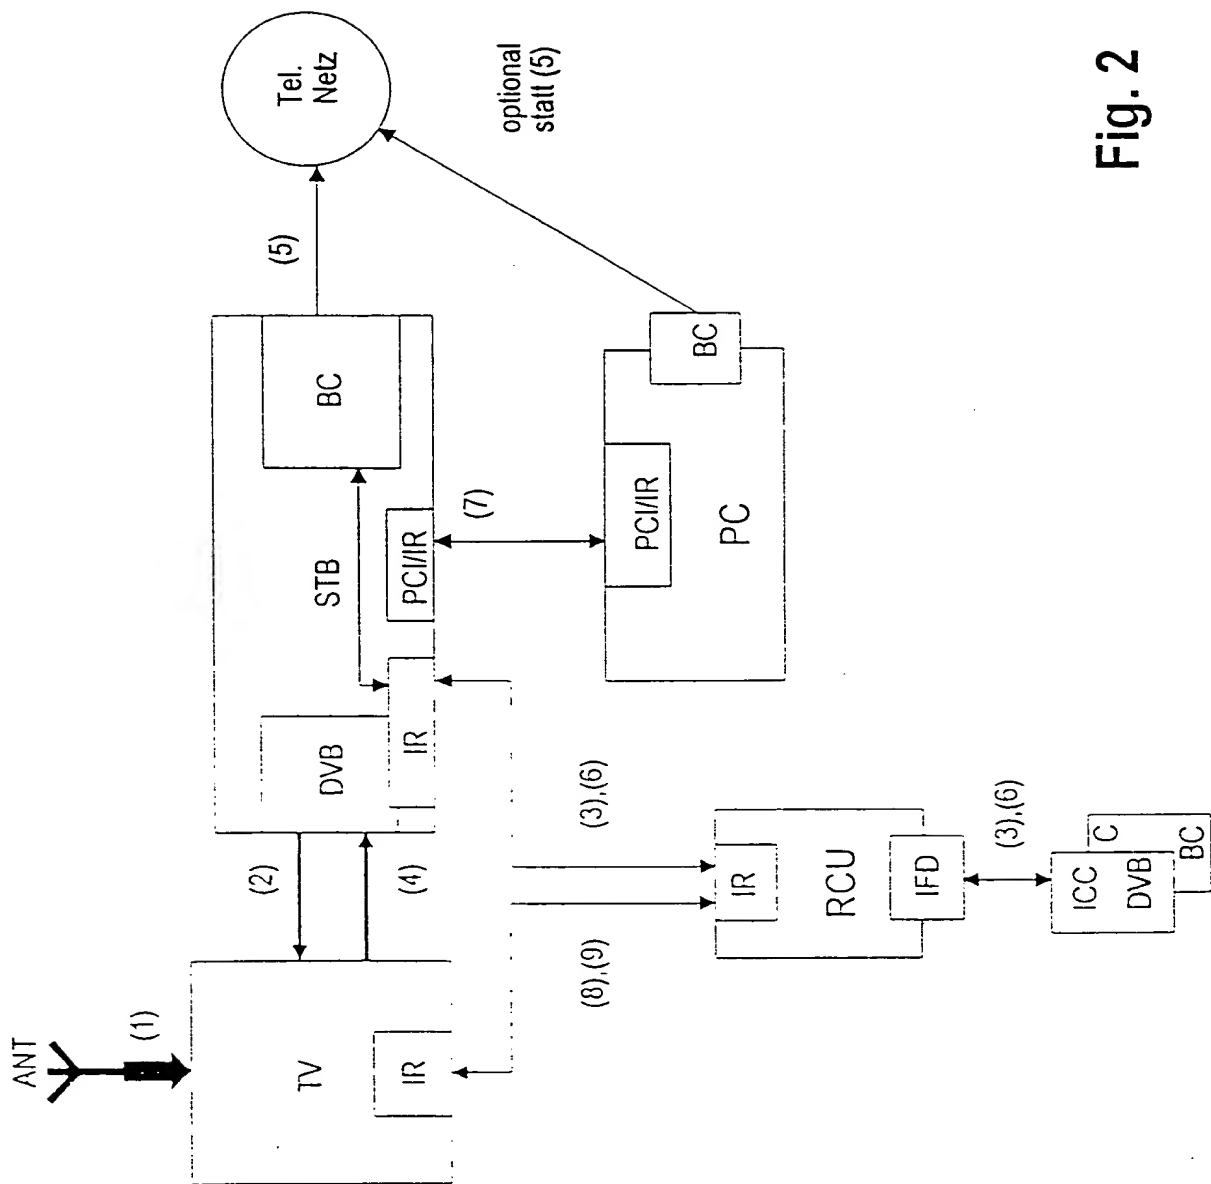 ANT
(1)
TV
IR
(2)
(4)
DVB
IR
STB
PCI/IR
BC
(5)
Tel.
Netz
optional
statt (5)
(7)
PCI/IR
PC
BC
(3),(6)
(8),(9)
IR
RCU
IFD
(3),(6)
ICC
DVB
C
BC
Fig. 2